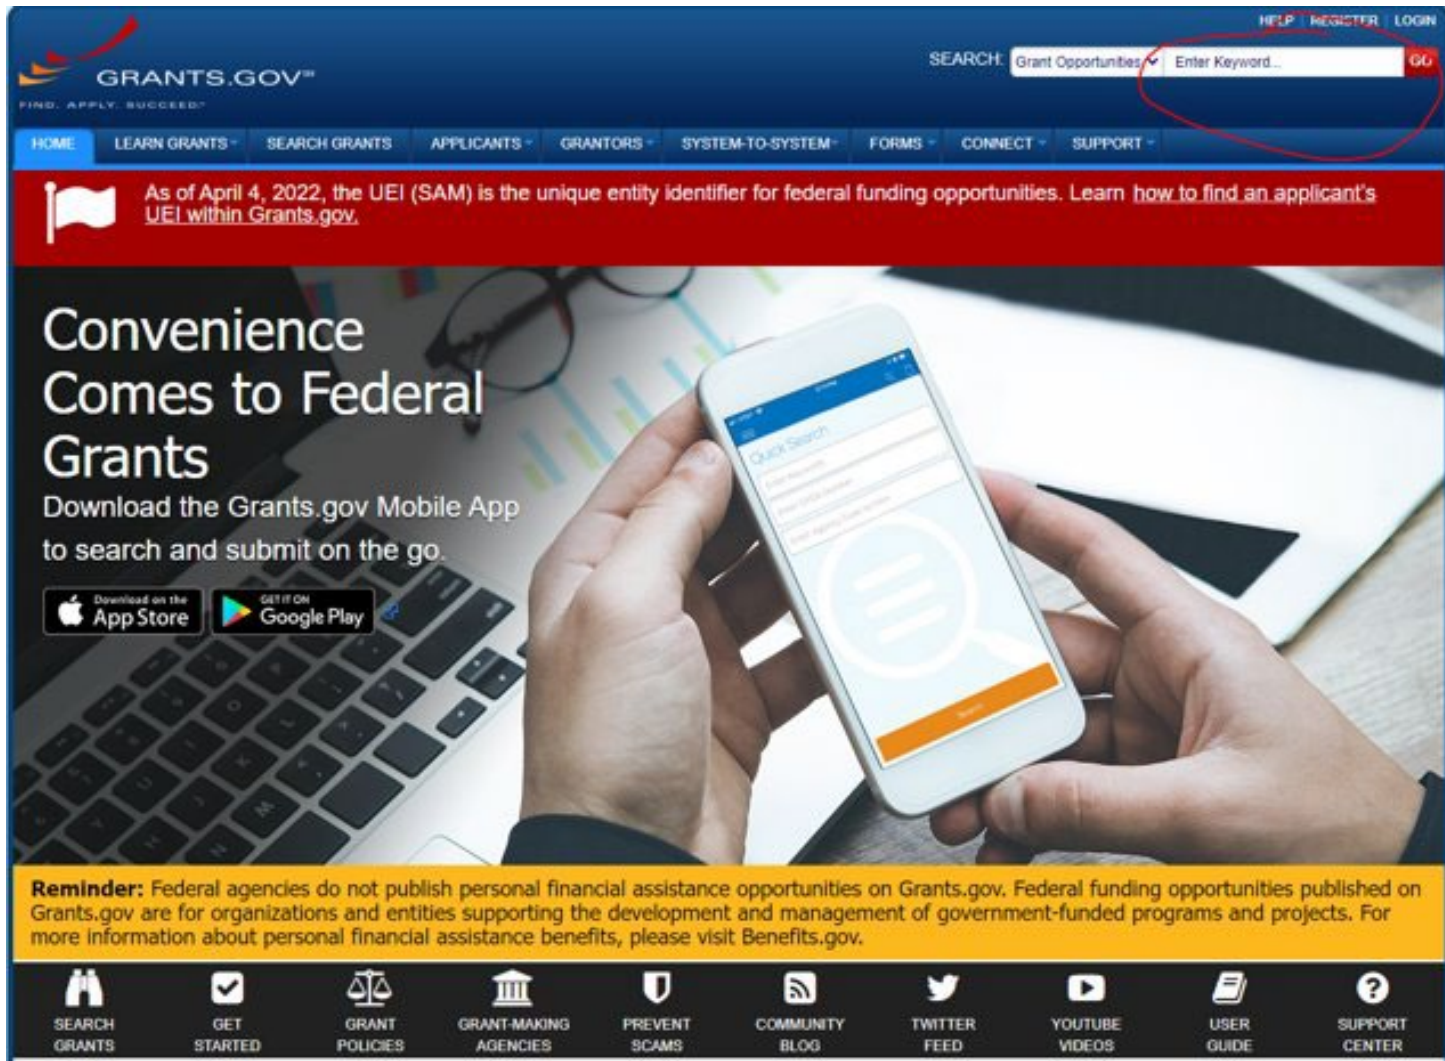 HELP REGISTER LOGIN
SEARCH: Grant Opportunities Enter Keyword... GO
GRANTS.GOV℠
FIND. APPLY. SUCCEED.℠
HOME LEARN GRANTS SEARCH GRANTS APPLICANTS GRANTORS SYSTEM-TO-SYSTEM FORMS CONNECT SUPPORT
As of April 4, 2022, the UEI (SAM) is the unique entity identifier for federal funding opportunities. Learn how to find an applicant's
UEI within Grants.gov.
Convenience
Comes to Federal
Grants
Download the Grants.gov Mobile App
to search and submit on the go.
Download on the
App Store
GET IT ON
Google Play
Quick Search
Enter Keyword
Search
Reminder: Federal agencies do not publish personal financial assistance opportunities on Grants.gov. Federal funding opportunities published on
Grants.gov are for organizations and entities supporting the development and management of government-funded programs and projects. For
more information about personal financial assistance benefits, please visit Benefits.gov.
SEARCH
GRANTS
GET
STARTED
GRANT
POLICIES
GRANT-MAKING
AGENCIES
PREVENT
SCAMS
COMMUNITY
BLOG
TWITTER
FEED
YOUTUBE
VIDEOS
USER
GUIDE
SUPPORT
CENTER